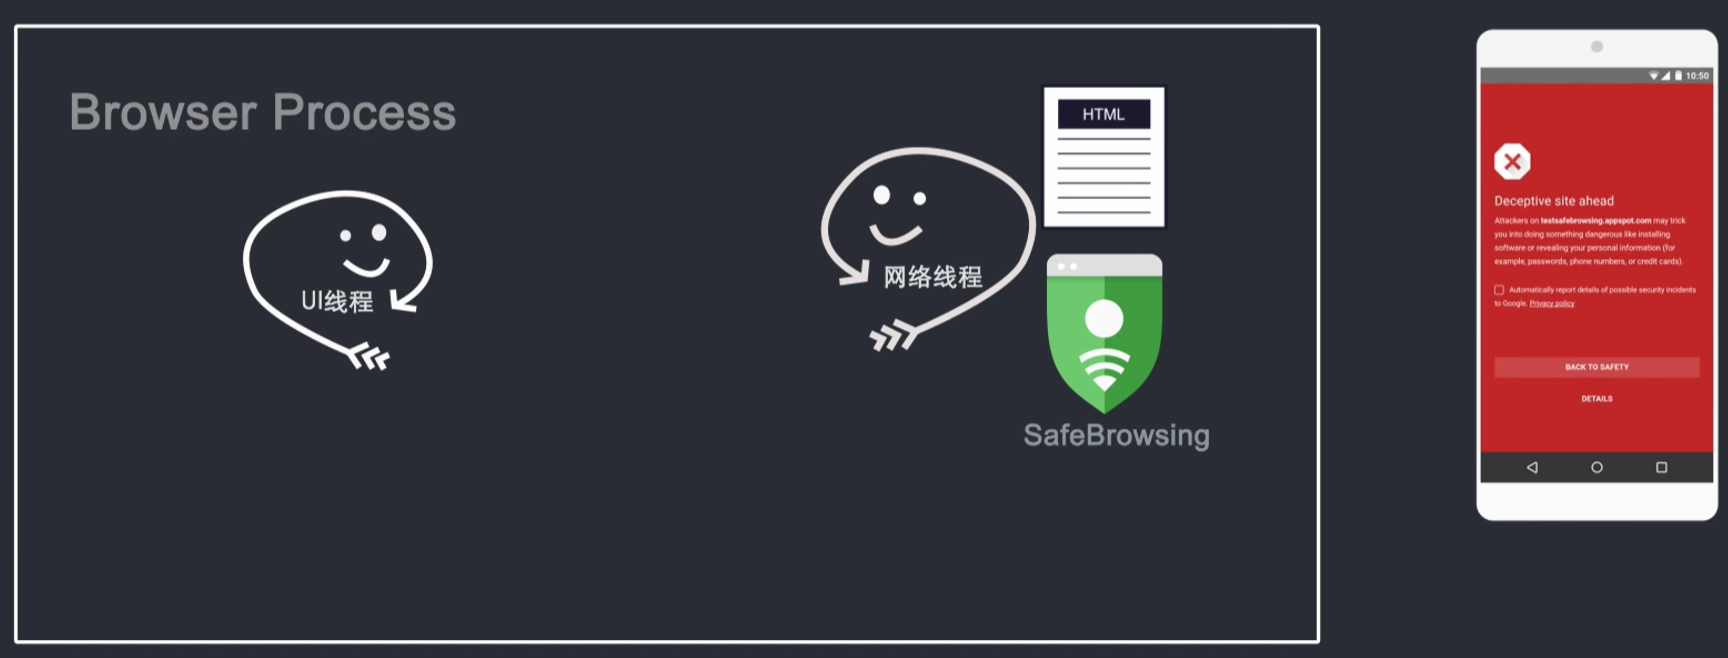 Browser Process
UI线程
网络线程
HTML
SafeBrowsing
10:50
Deceptive site ahead
Attackers on testsafebrowsing.appspot.com may trick
you into doing something dangerous like installing
software or revealing your personal information (for
example, passwords, phone numbers, or credit cards).
Automatically report details of possible security incidents
to Google. Privacy policy
BACK TO SAFETY
DETAILS